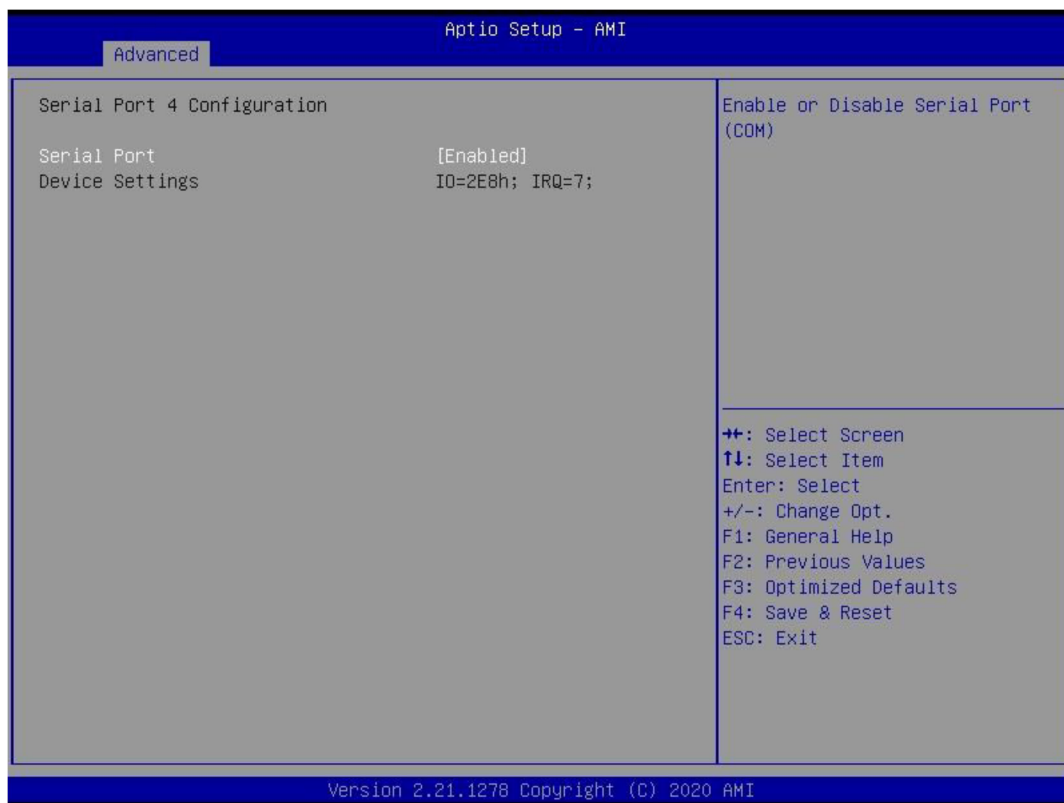 Aptio Setup – AMI
Advanced
Serial Port 4 Configuration
Serial Port [Enabled]
Device Settings IO=2E8h; IRQ=7;
Enable or Disable Serial Port
(COM)
→←: Select Screen
↑↓: Select Item
Enter: Select
+/-: Change Opt.
F1: General Help
F2: Previous Values
F3: Optimized Defaults
F4: Save & Reset
ESC: Exit
Version 2.21.1278 Copyright (C) 2020 AMI